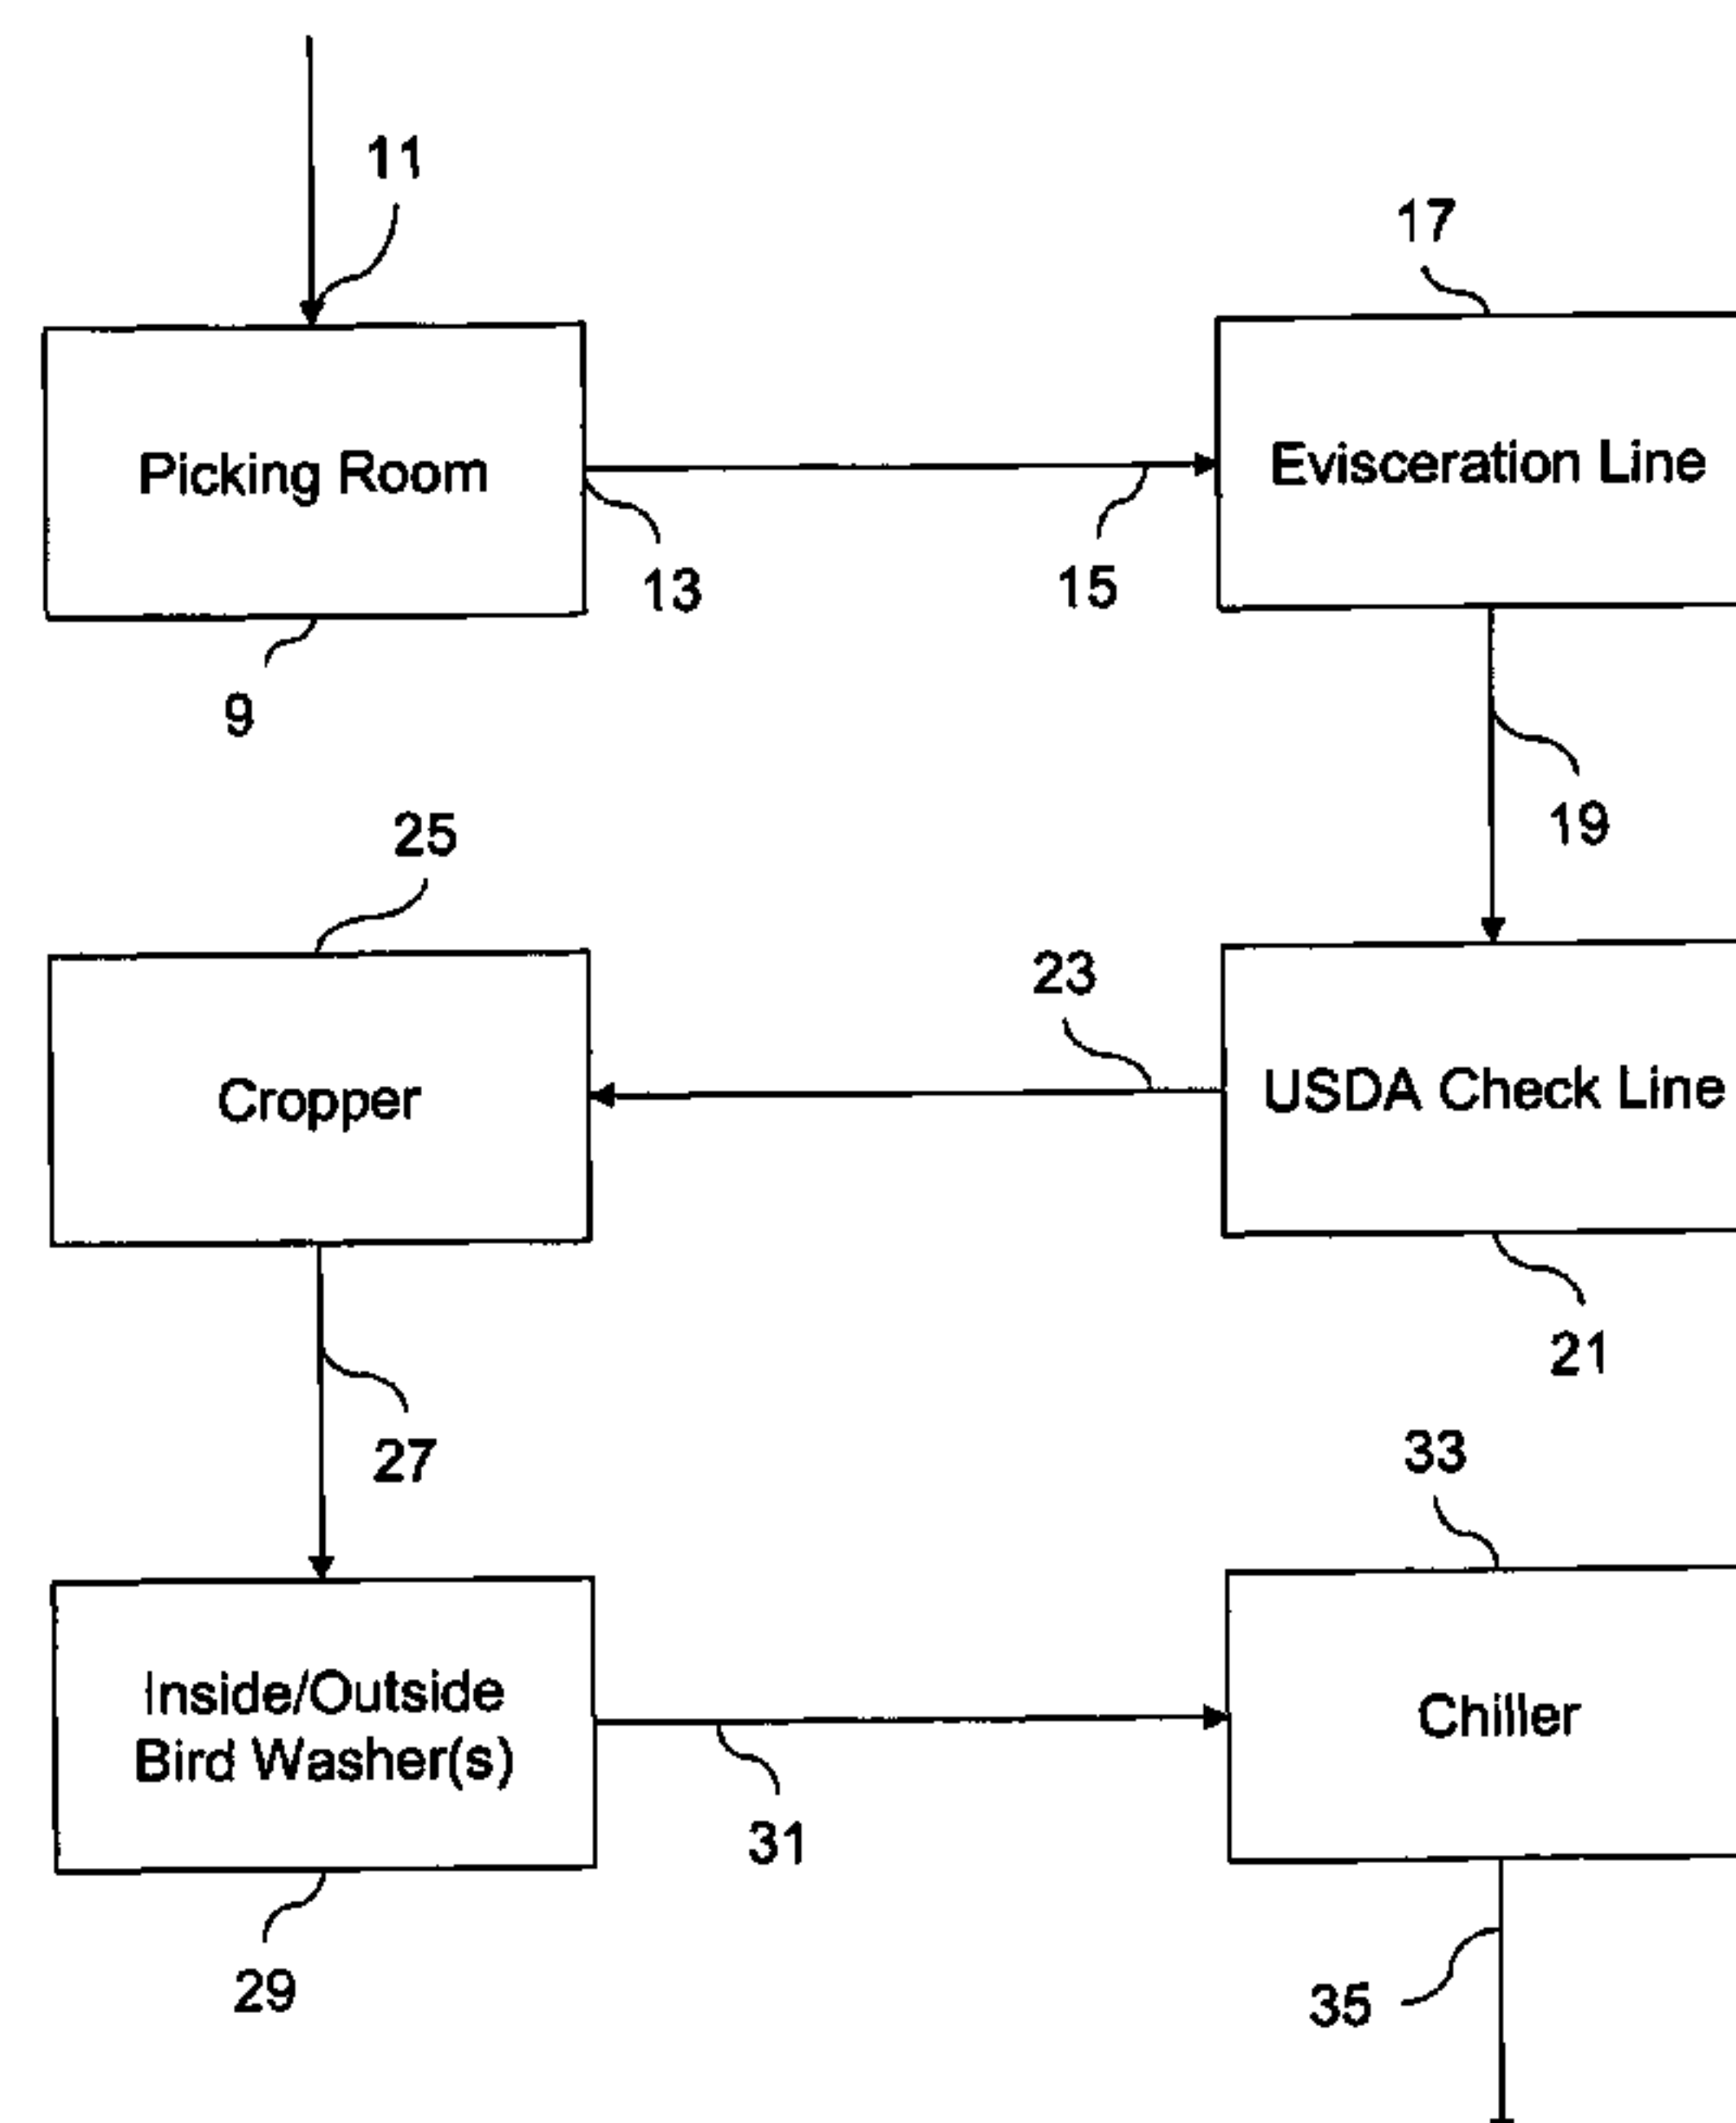 11
17
Picking Room
Evisceration Line
13
15
9
19
25
23
Cropper
USDA Check Line
21
27
33
Inside/Outside
Bird Washer(s)
Chiller
31
29
35